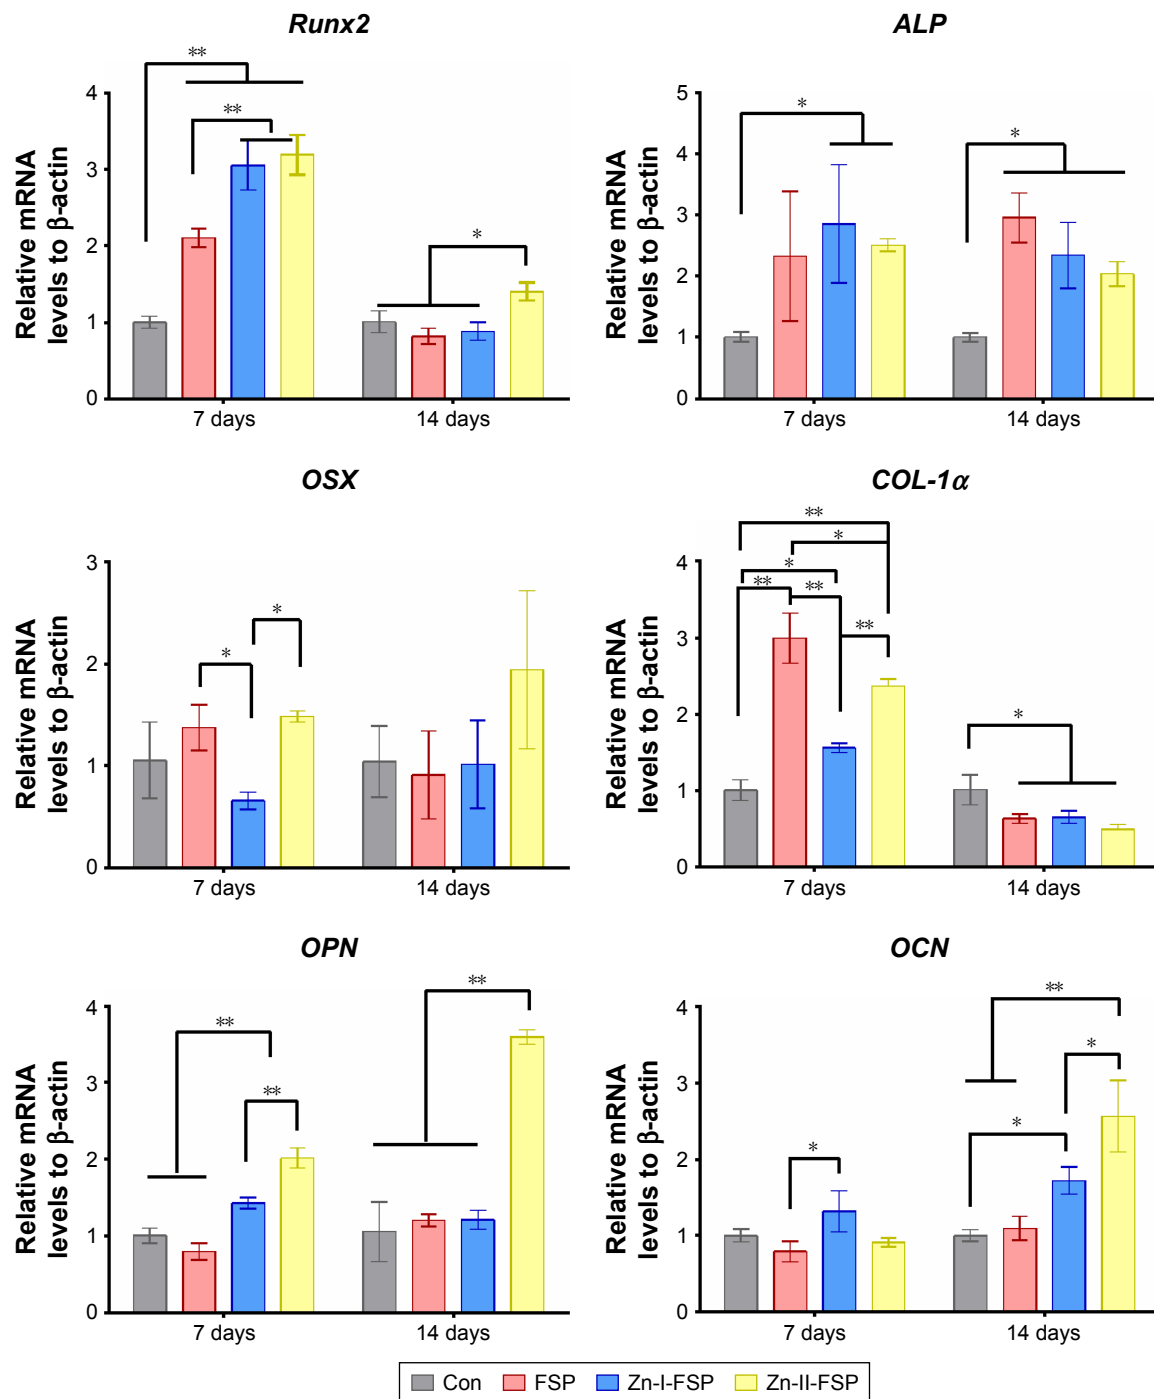 Runx2
Relative mRNA
levels to β-actin
4
3
2
1
0
**
**
*
7 days
14 days
ALP
Relative mRNA
levels to β-actin
5
4
3
2
1
0
*
*
7 days
14 days
OSX
Relative mRNA
levels to β-actin
3
2
1
0
*
*
7 days
14 days
COL-1α
Relative mRNA
levels to β-actin
4
3
2
1
0
**
*
*
**
**
**
*
7 days
14 days
OPN
Relative mRNA
levels to β-actin
4
3
2
1
0
**
**
**
7 days
14 days
OCN
Relative mRNA
levels to β-actin
4
3
2
1
0
**
*
*
*
7 days
14 days
Con FSP Zn-I-FSP Zn-II-FSP